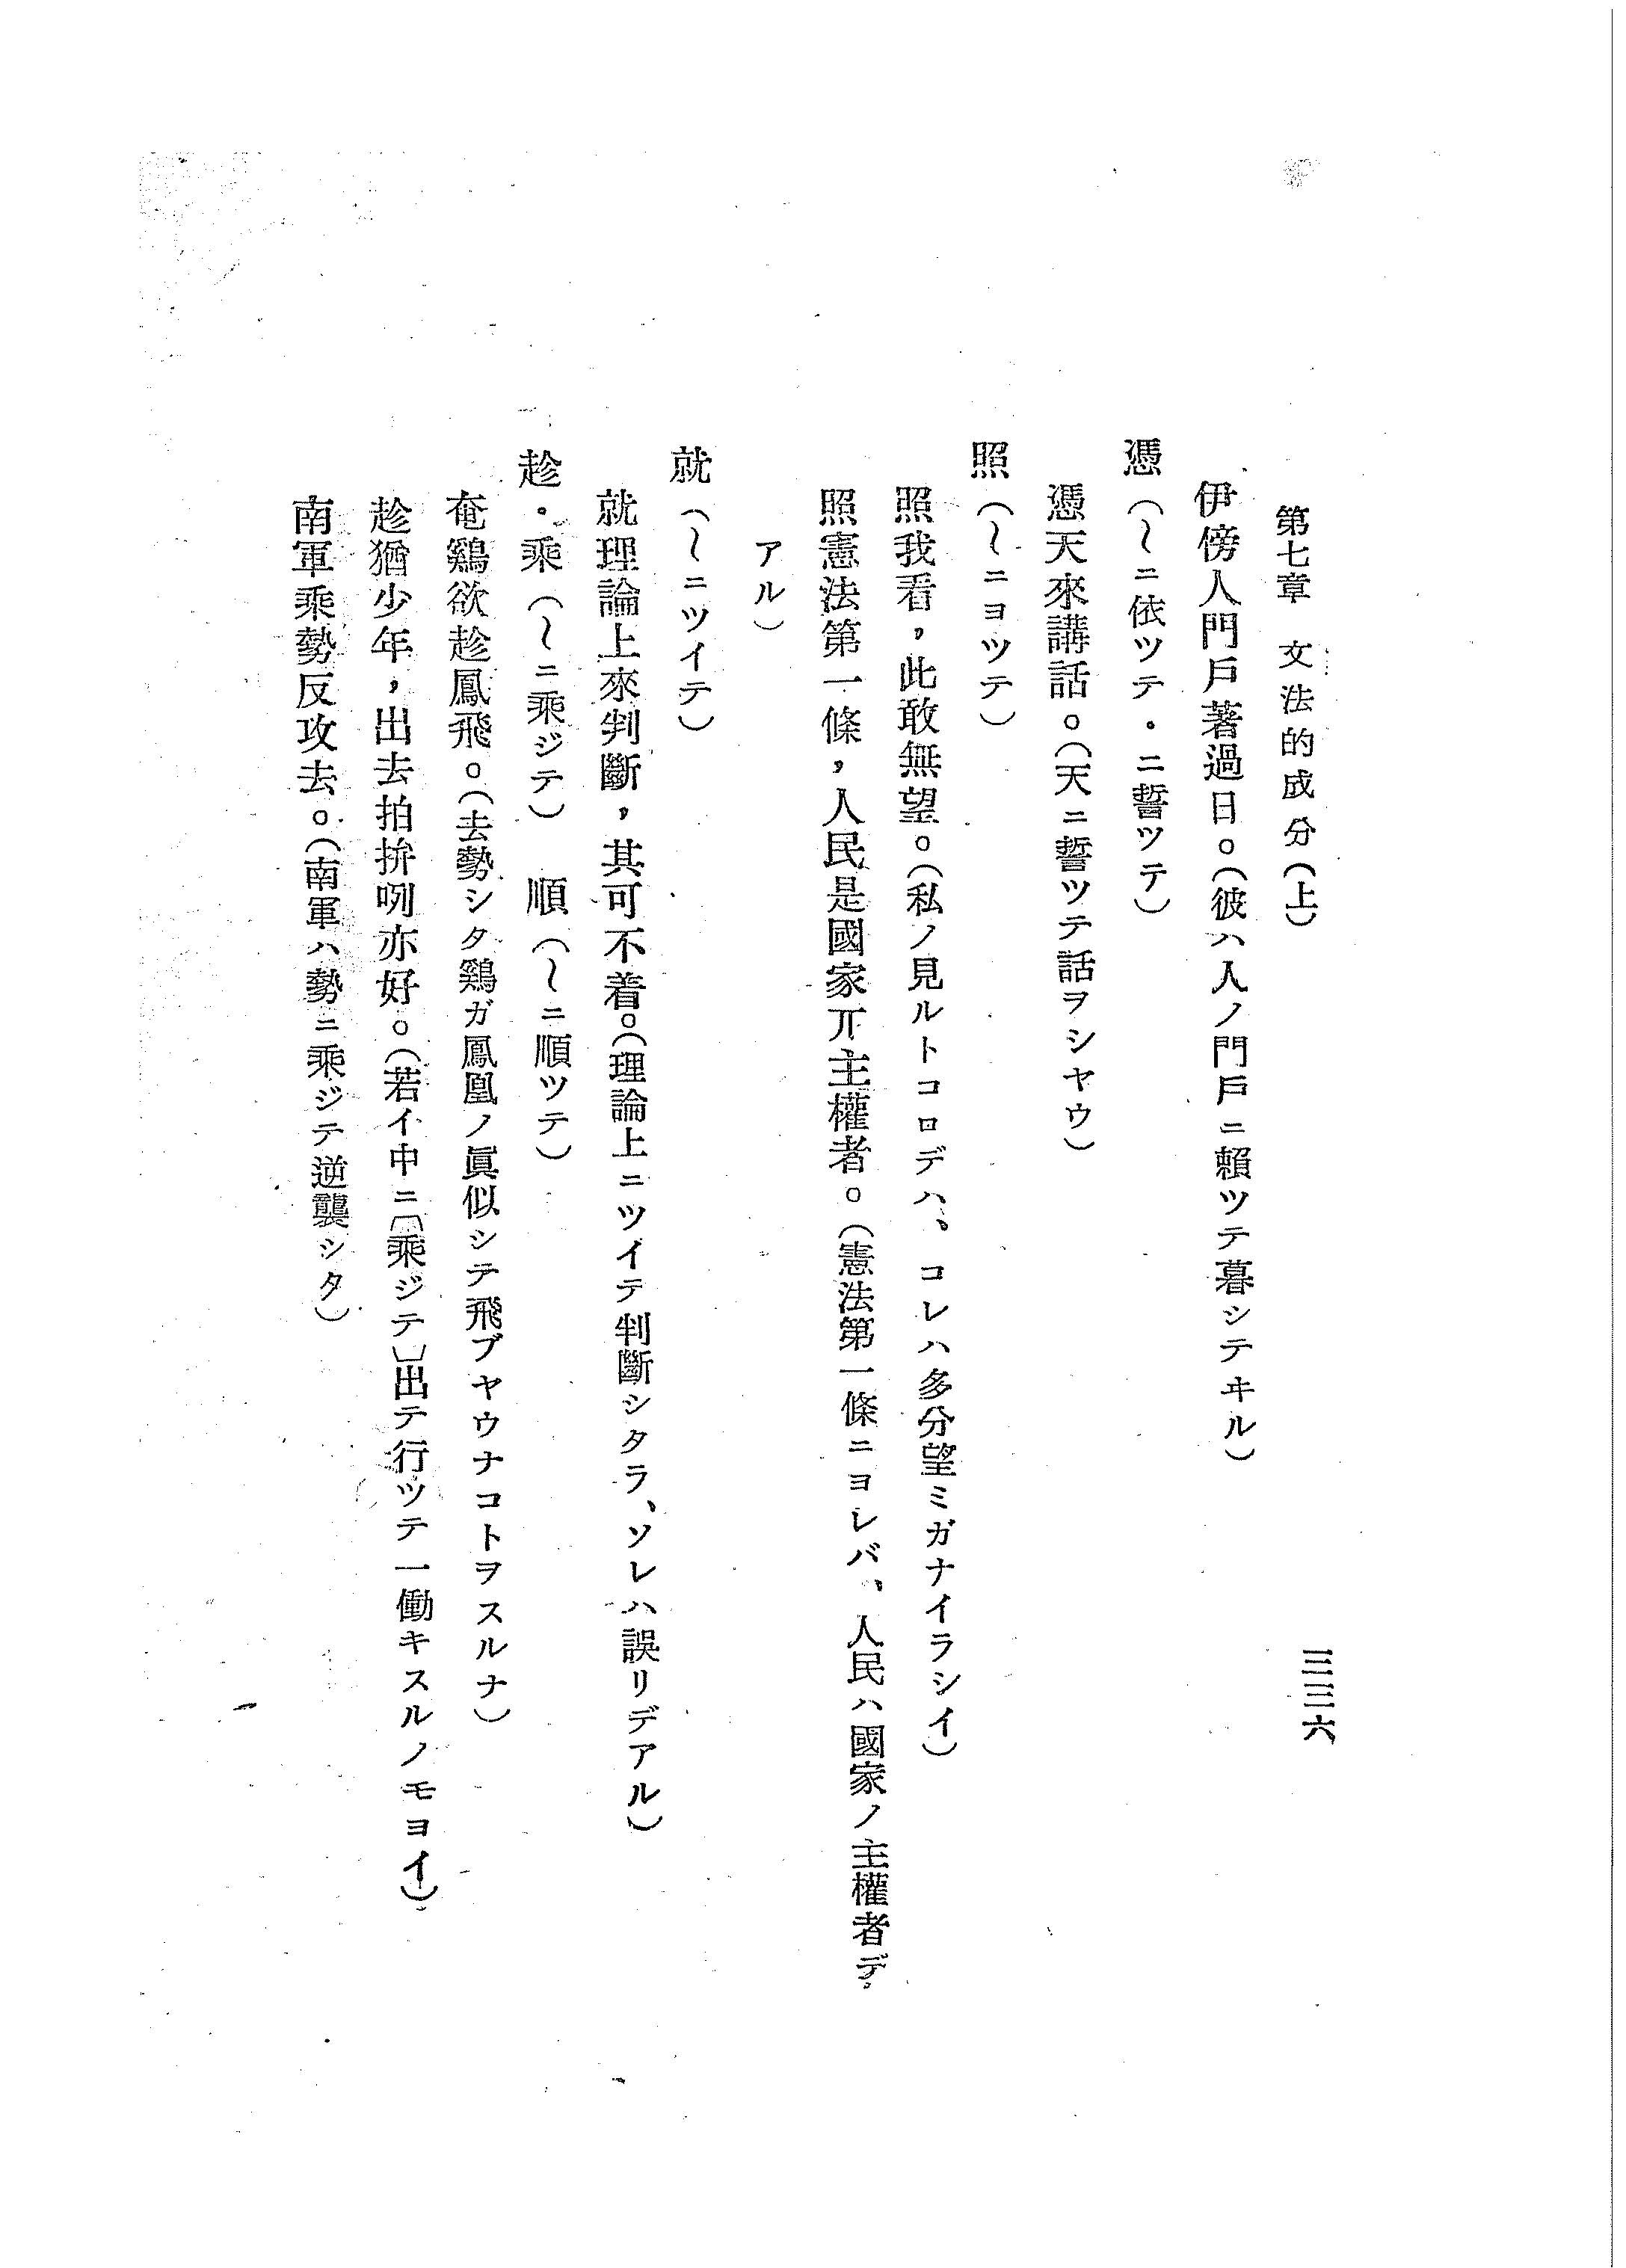 第七章　文法的成分(上)
三三六
伊傍人門戶著過日。(彼ハ人ノ門戶ニ賴ツテ暮シテヰル)
憑(〜ニ依ツテ・ニ誓ツテ)
憑天來講話。(天ニ誓ツテ話ヲシヤウ)
照(〜ニヨツテ)
照我看，此敢無望。(私ノ見ルトコロデハ、コレハ多分望ミガナイラシイ)
照憲法第一條，人民是國家丌主權者。(憲法第一條ニヨレバ、人民ハ國家ノ主權者デ
アル)
就(〜ニツイテ)
就理論上來判斷，其可不着。(理論上ニツイテ判斷シタラ、ソレハ誤リデアル)
趁・乘(〜ニ乘ジテ)　順(〜ニ順ツテ)
奄鷄欲趁鳳飛。(去勢シタ鷄ガ鳳凰ノ眞似シテ飛ブヤウナコトヲスルナ)
趁猶少年，出去拍拚咧亦好。(若イ中ニ〔乘ジテ〕出テ行ツテ一働キスルノモヨイ)
南軍乘勢反攻去。(南軍ハ勢ニ乘ジテ逆襲シタ)